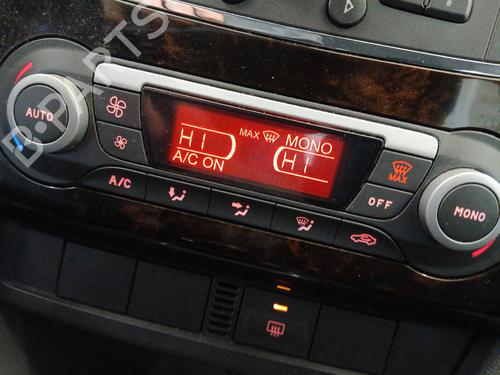 AUTO
HI
A/C ON
MAX
MONO
HI
MAX
A/C
OFF
MONO
B-PARTS